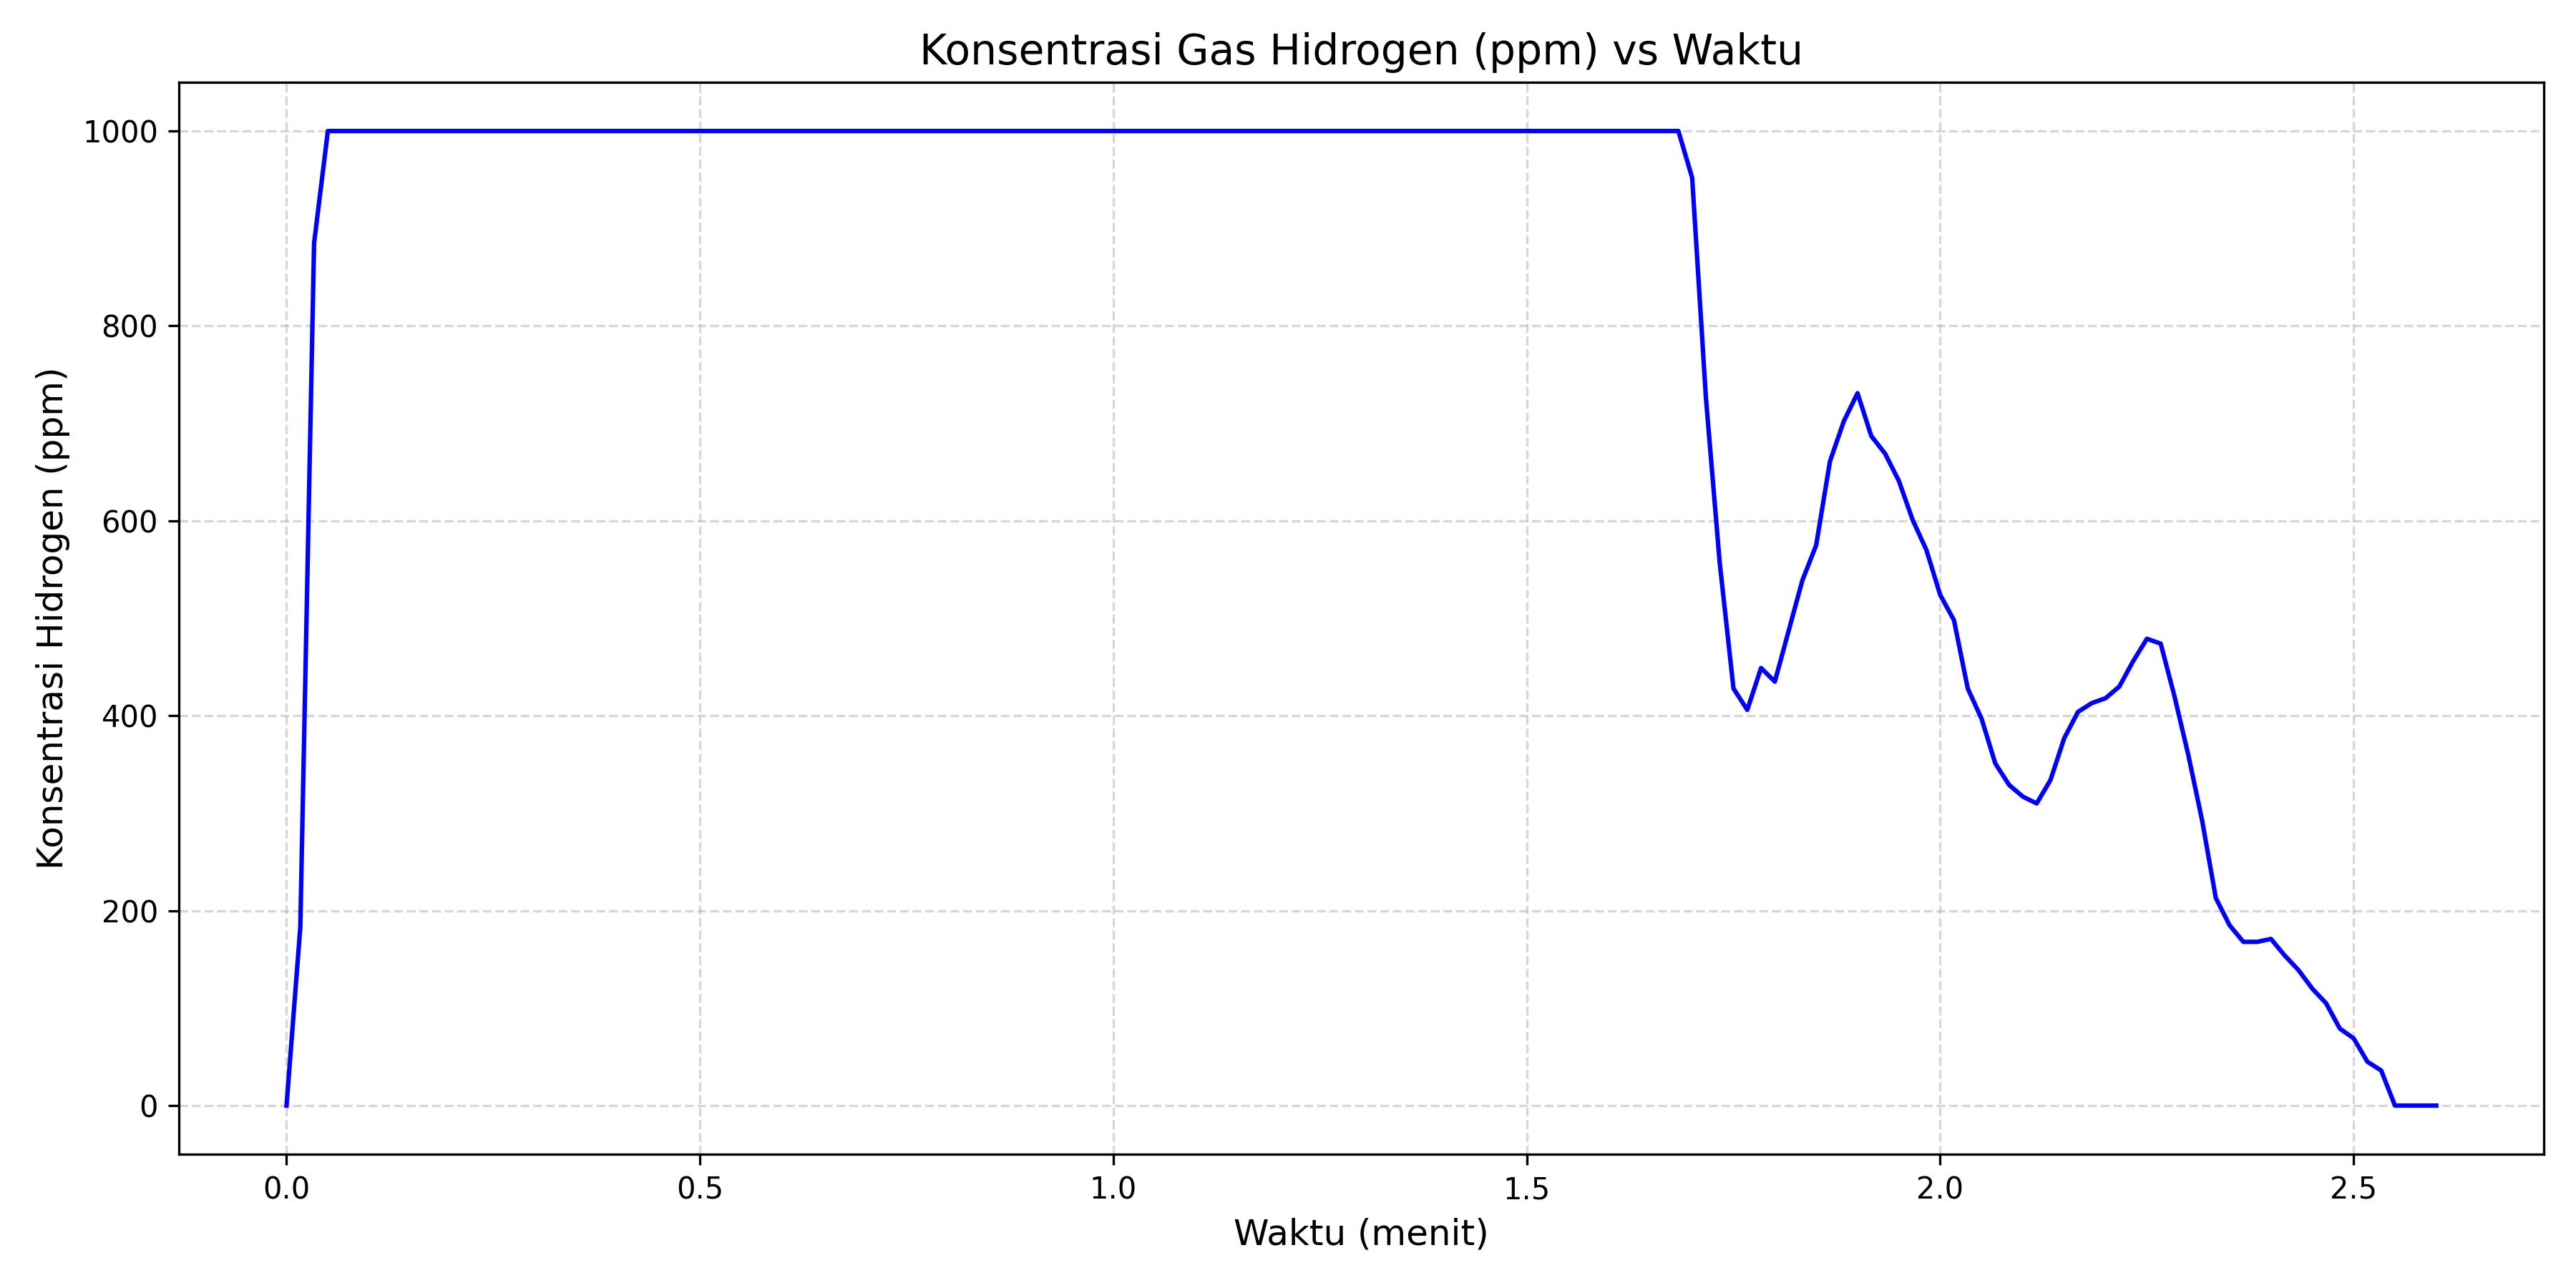 Konsentrasi Gas Hidrogen (ppm) vs Waktu
1000
800
600
400
200
0
Konsentrasi Hidrogen (ppm)
0.0 0.5 1.0 1.5 2.0 2.5
Waktu (menit)